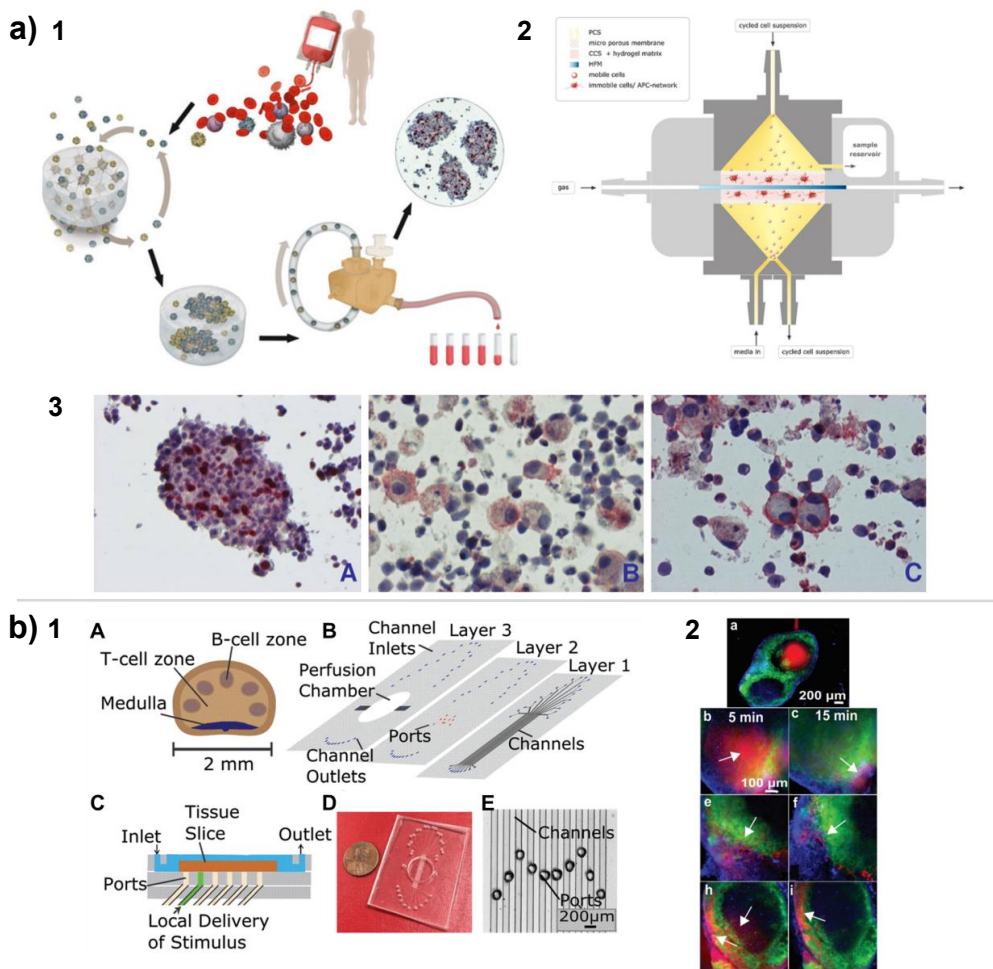 a) 1
2
PCS
micro porous membrane
CCS + hydrogel matrix
HFM
mobile cells
immobile cells/ APC-network
cycled cell suspension
sample
reservoir
gas
media in
cycled cell suspension
3
A
B
C
b) 1
A
B-cell zone
T-cell zone
Medulla
2 mm
B
Channel
Inlets
Layer 3
Perfusion
Chamber
Layer 2
Layer 1
Ports
Channels
Channel
Outlets
C
Tissue
Slice
Inlet
Outlet
Ports
Local Delivery
of Stimulus
D
E
Channels
Ports
200µm
2
a
200 µm
b
5 min
c
15 min
100 µm
e
f
h
i